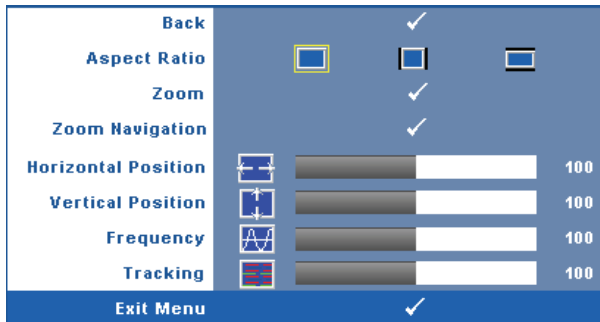 Back
Aspect Ratio
Zoom
Zoom Navigation
Horizontal Position 100
Vertical Position 100
Frequency 100
Tracking 100
Exit Menu